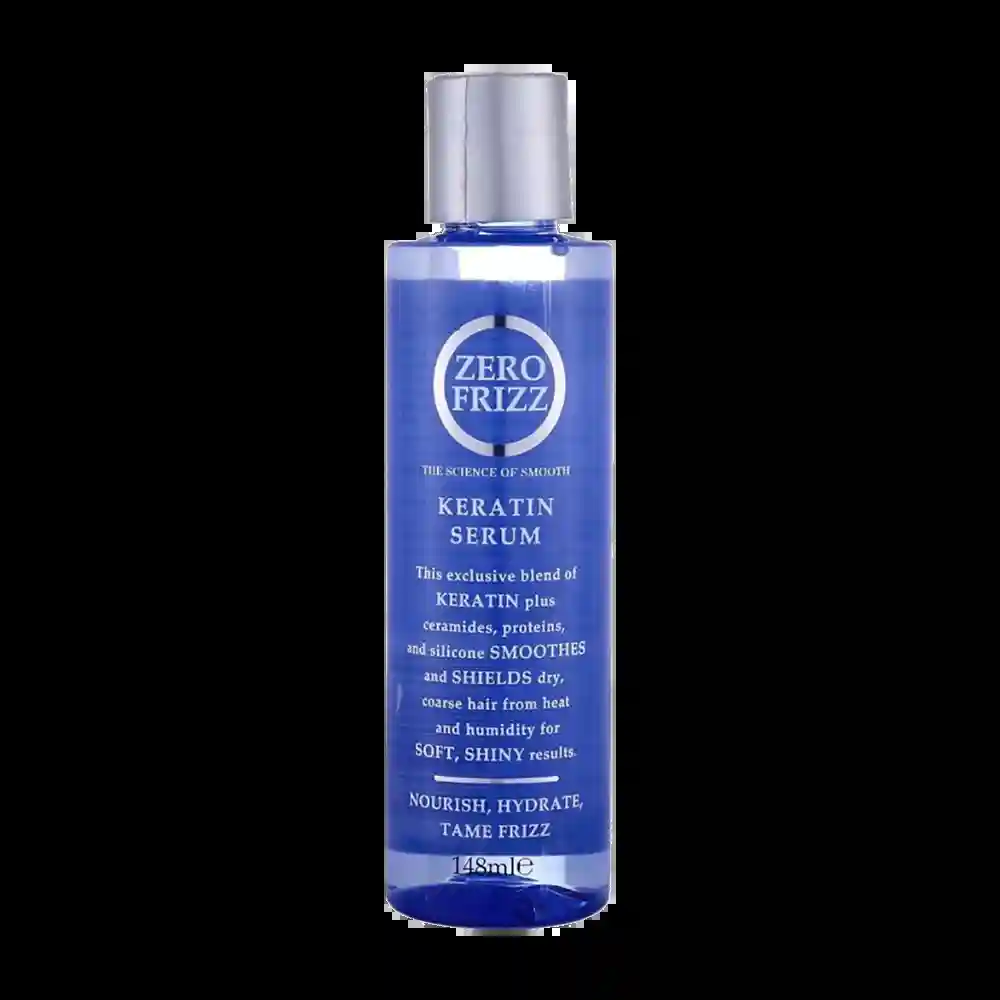 ZERO
FRIZZ
THE SCIENCE OF SMOOTH
KERATIN
SERUM
This exclusive blend of
KERATIN plus
ceramides, proteins,
and silicone SMOOTHES
and SHIELDS dry,
coarse hair from heat
and humidity for
SOFT, SHINY results.
NOURISH, HYDRATE,
TAME FRIZZ
148ml℮